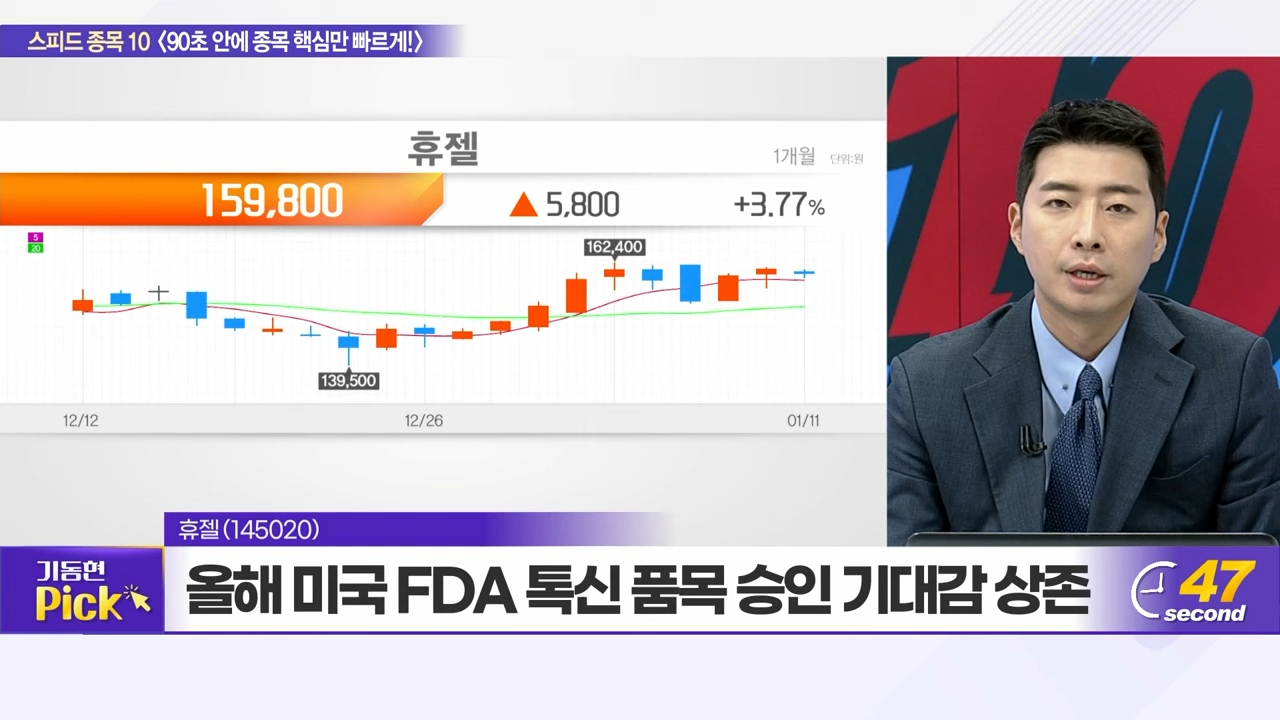 스피드 종목 10 〈90초 안에 종목 핵심만 빠르게!〉
휴젤
1개월 단위:원
159,800 ▲ 5,800 +3.77%
5
20
162,400
139,500
12/12 12/26 01/11
휴젤(145020)
기동현
Pick
올해 미국 FDA 톡신 품목 승인 기대감 상존
47
second